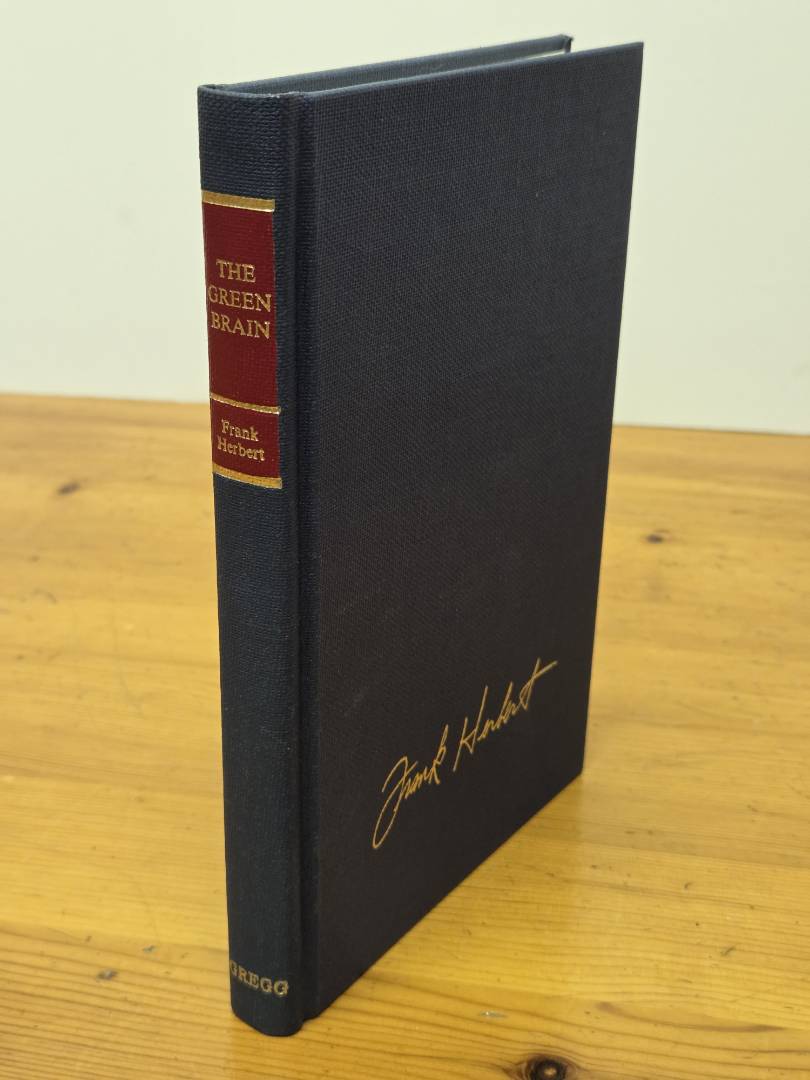 THE
GREEN
BRAIN
Frank
Herbert
GREGG
Frank Herbert